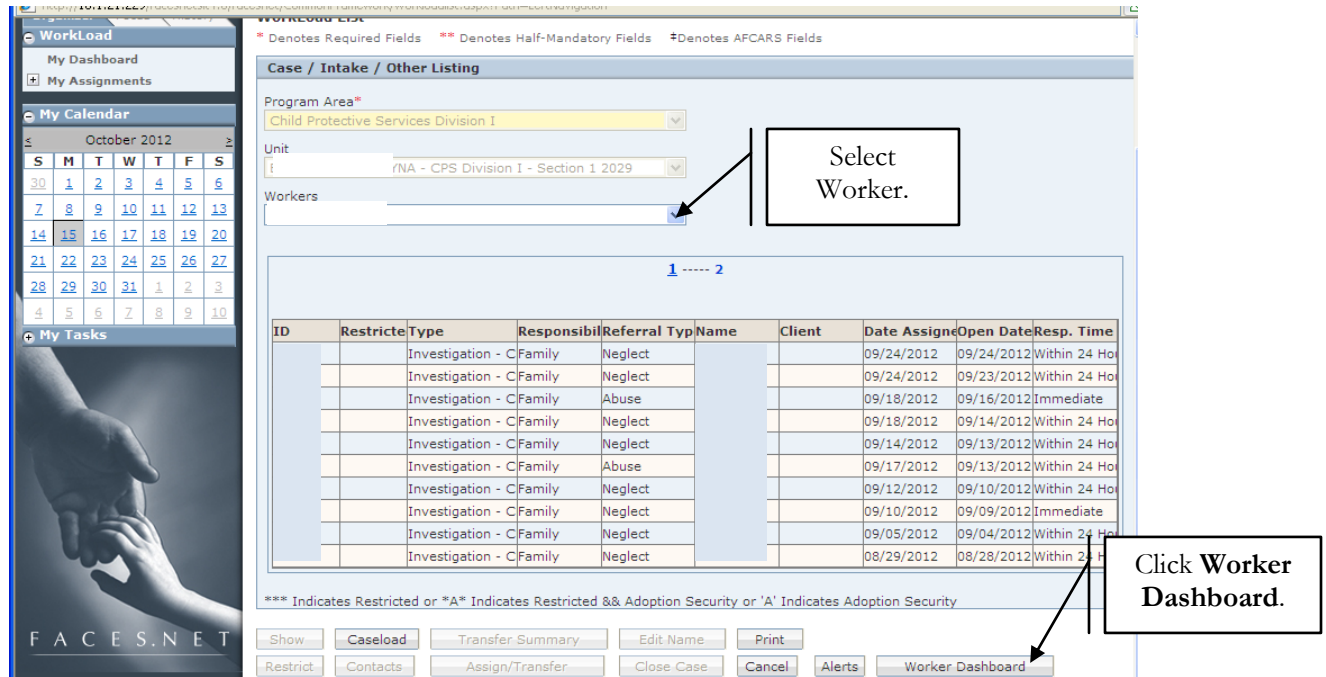 WorkLoad List
* Denotes Required Fields ** Denotes Half-Mandatory Fields ‡Denotes AFCARS Fields
WorkLoad
My Dashboard
My Assignments
Case / Intake / Other Listing
Program Area*
Child Protective Services Division I
Unit
YNA - CPS Division I - Section 1 2029
Workers
Select
Worker.
My Calendar
< October 2012 >
S M T W T F S
30 1 2 3 4 5 6
7 8 9 10 11 12 13
14 15 16 17 18 19 20
21 22 23 24 25 26 27
28 29 30 31 1 2 3
4 5 6 7 8 9 10
My Tasks
1 ----- 2
ID Restricte Type Responsibil Referral Typ Name Client Date Assigne Open Date Resp. Time
Investigation - C Family Neglect 09/24/2012 09/24/2012 Within 24 Hou
Investigation - C Family Neglect 09/24/2012 09/23/2012 Within 24 Hou
Investigation - C Family Abuse 09/18/2012 09/16/2012 Immediate
Investigation - C Family Neglect 09/18/2012 09/14/2012 Within 24 Hou
Investigation - C Family Neglect 09/14/2012 09/13/2012 Within 24 Hou
Investigation - C Family Abuse 09/17/2012 09/13/2012 Within 24 Hou
Investigation - C Family Neglect 09/12/2012 09/10/2012 Within 24 Hou
Investigation - C Family Neglect 09/10/2012 09/09/2012 Immediate
Investigation - C Family Neglect 09/05/2012 09/04/2012 Within 24 Hou
Investigation - C Family Neglect 08/29/2012 08/28/2012 Within 24 H
Click Worker
Dashboard.
*** Indicates Restricted or *A* Indicates Restricted && Adoption Security or 'A' Indicates Adoption Security
FACES.NET
Show Caseload Transfer Summary Edit Name Print
Restrict Contacts Assign/Transfer Close Case Cancel Alerts Worker Dashboard